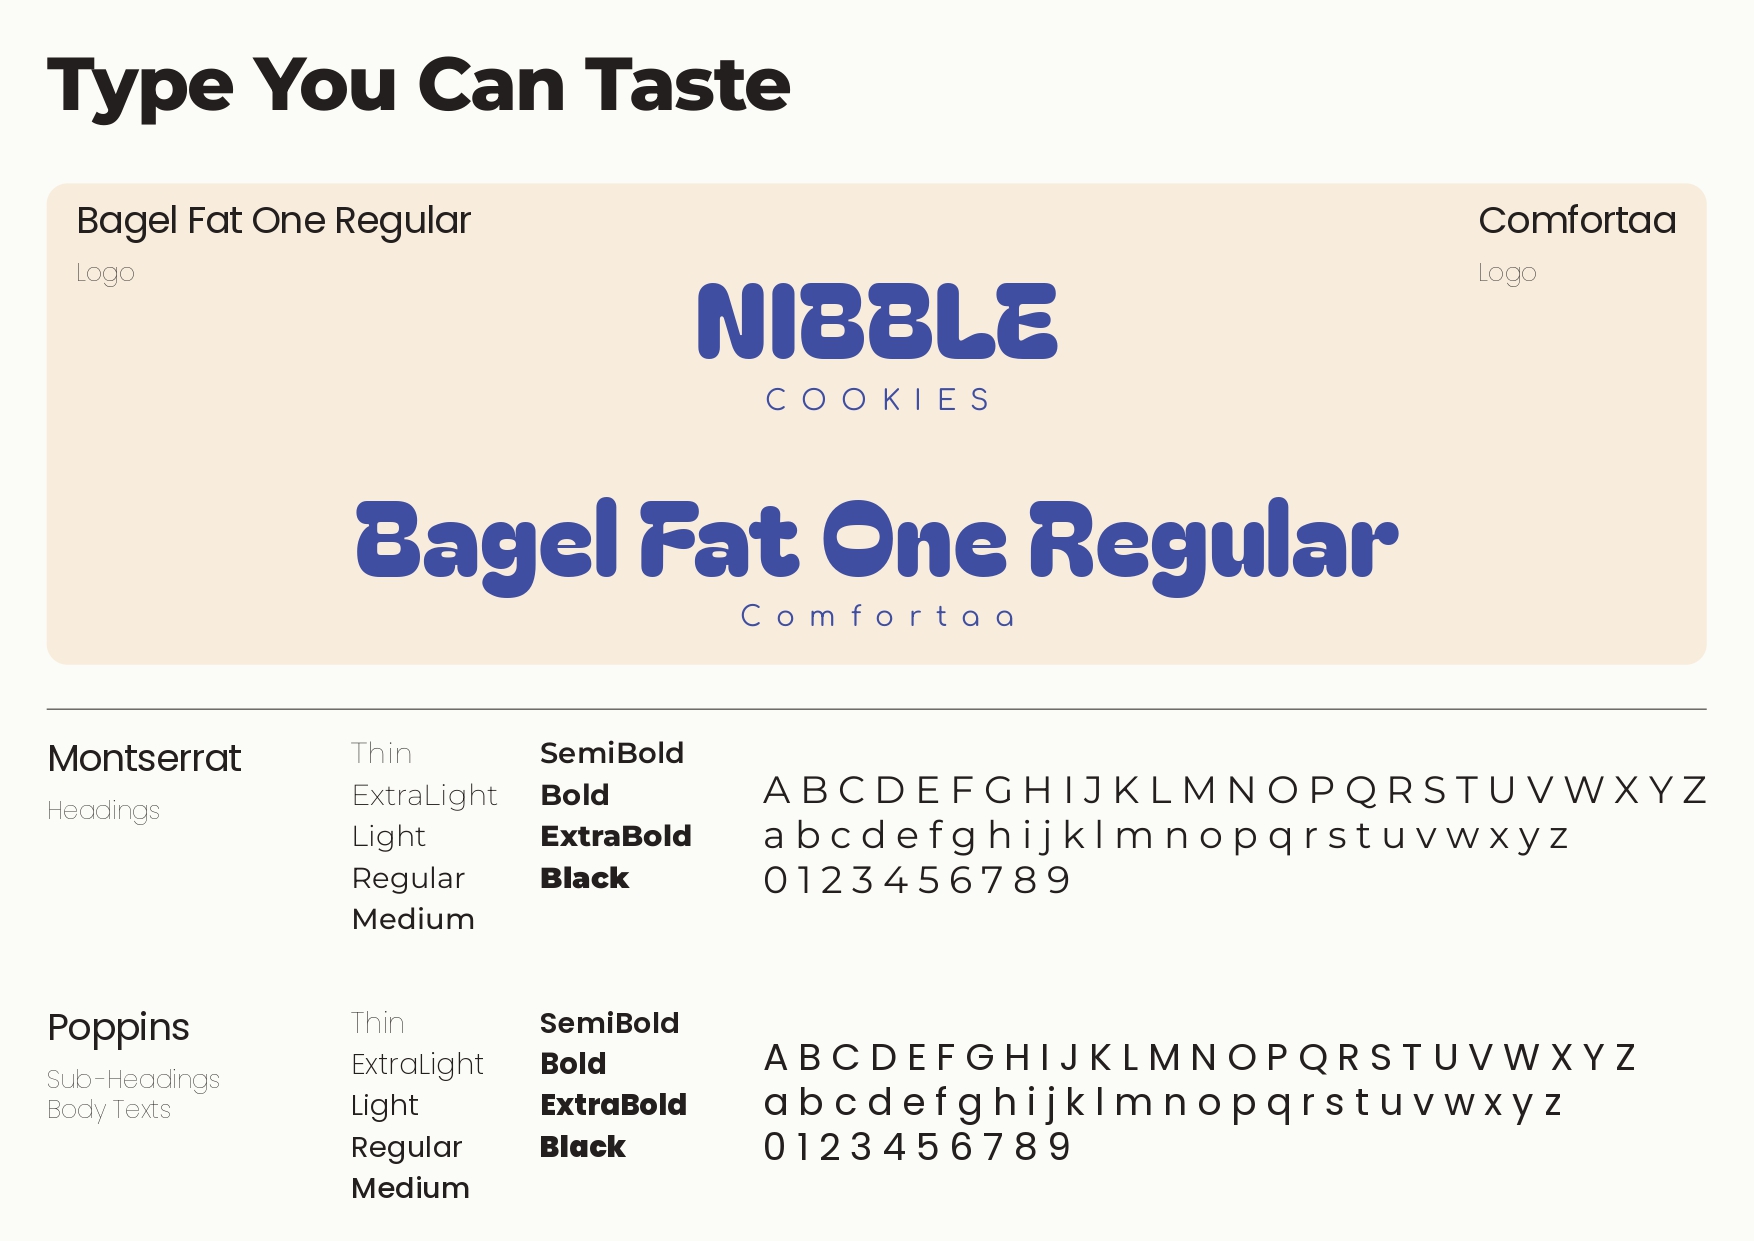 Type You Can Taste
Bagel Fat One Regular
Logo
Comfortaa
Logo
NIBBLE
COOKIES
Bagel Fat One Regular
Comfortaa
Montserrat
Headings
Thin
ExtraLight
Light
Regular
Medium
SemiBold
Bold
ExtraBold
Black
A B C D E F G H I J K L M N O P Q R S T U V W X Y Z
a b c d e f g h i j k l m n o p q r s t u v w x y z
0 1 2 3 4 5 6 7 8 9
Poppins
Sub-Headings
Body Texts
Thin
ExtraLight
Light
Regular
Medium
SemiBold
Bold
ExtraBold
Black
A B C D E F G H I J K L M N O P Q R S T U V W X Y Z
a b c d e f g h i j k l m n o p q r s t u v w x y z
0 1 2 3 4 5 6 7 8 9